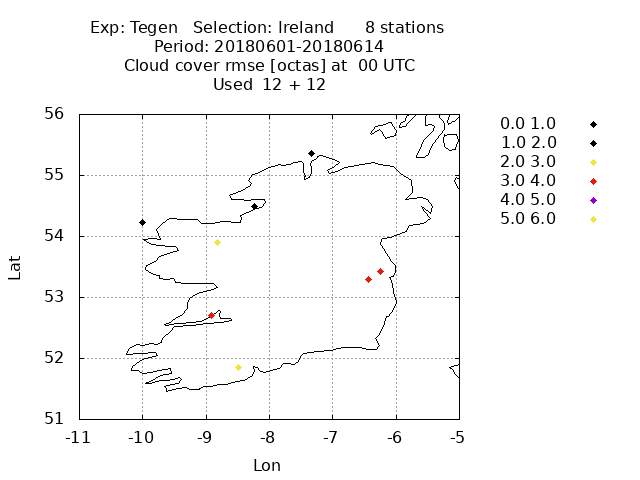 Exp: Tegen   Selection: Ireland      8 stations
Period: 20180601-20180614
Cloud cover rmse [octas] at  00 UTC
Used  12 + 12
56
55
54
53
52
51
Lat
-11 -10 -9 -8 -7 -6 -5
Lon
0.0 1.0
1.0 2.0
2.0 3.0
3.0 4.0
4.0 5.0
5.0 6.0